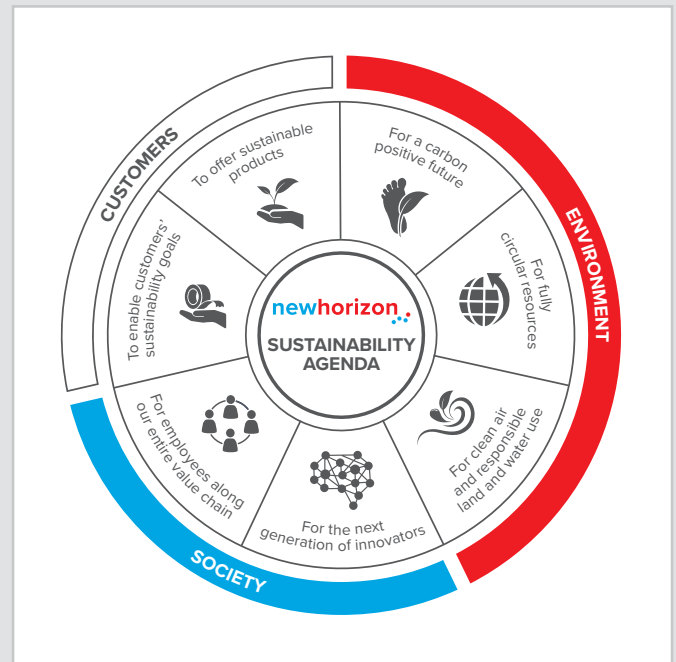 CUSTOMERS
To offer sustainable
products
To enable customers'
sustainability goals
ENVIRONMENT
For a carbon
positive future
For fully
circular resources
For clean air
and responsible
land and water use
SOCIETY
For the next
generation of innovators
For employees along
our entire value chain
newhorizon
SUSTAINABILITY
AGENDA